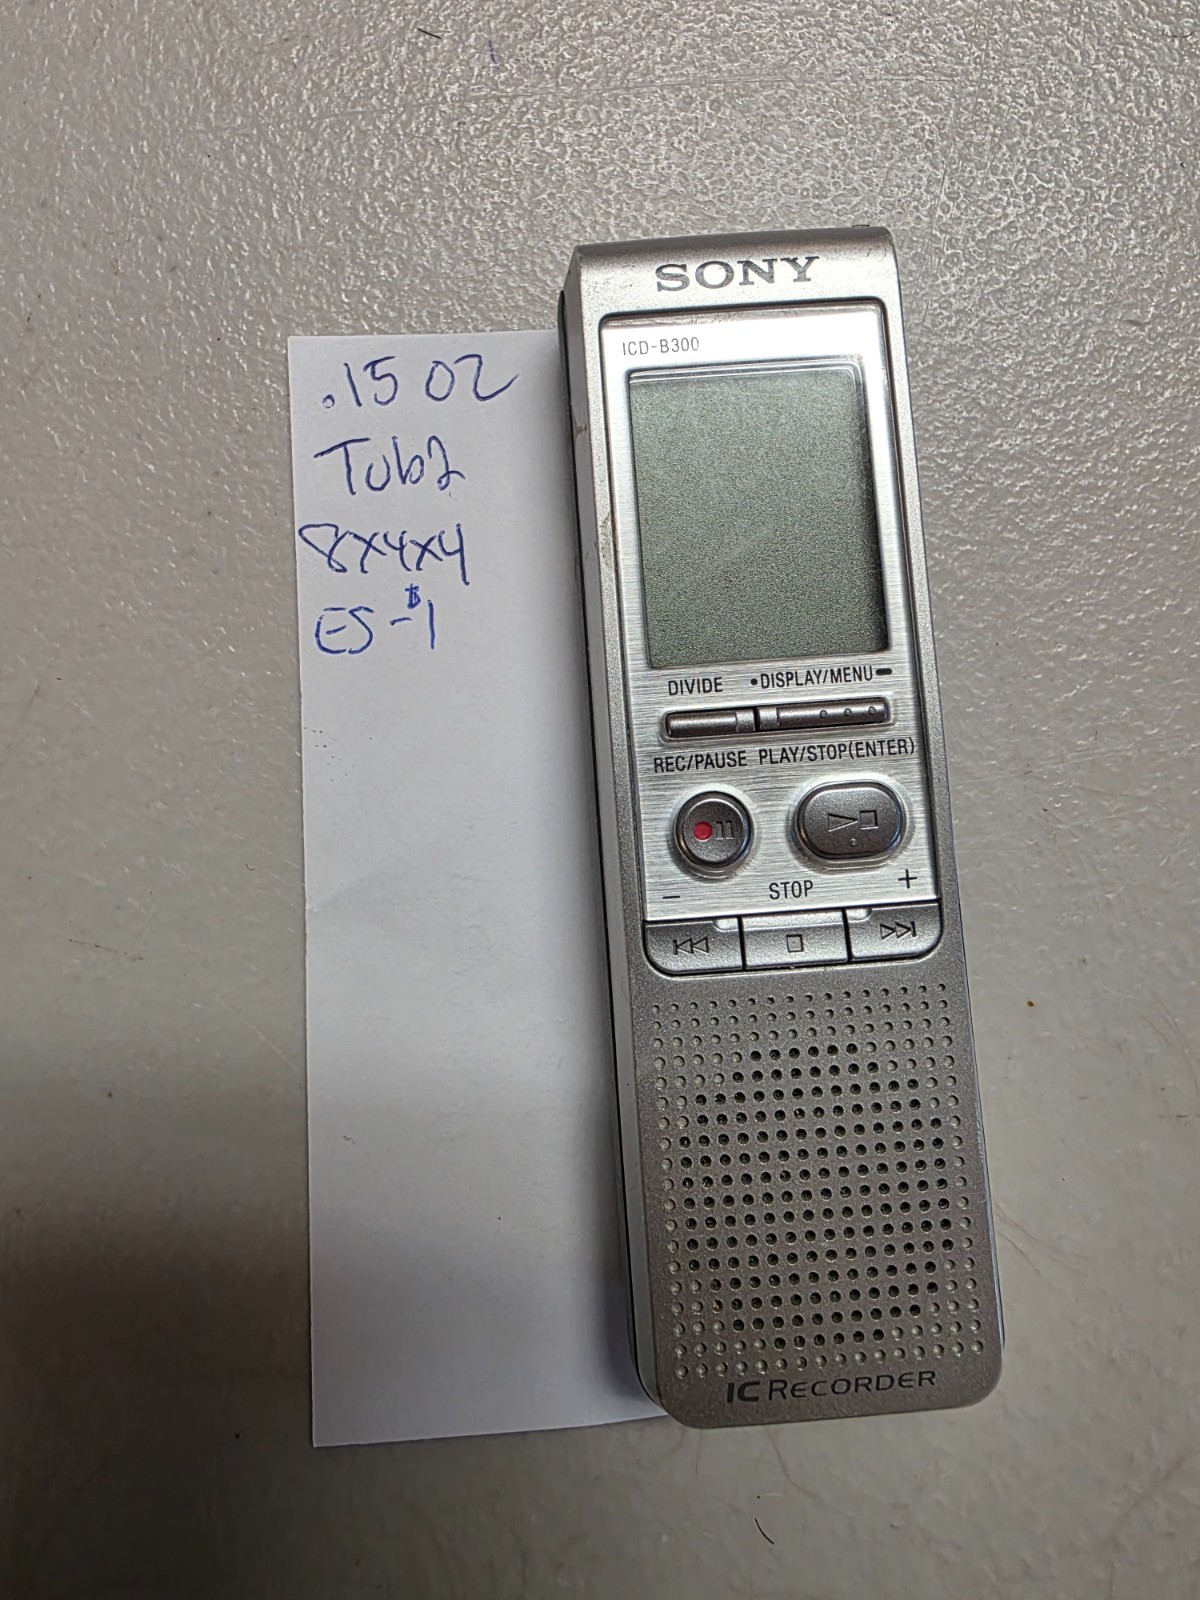 .15 oz
Tub2
8x4x4
ES-$1
SONY
ICD-B300
DIVIDE •DISPLAY/MENU
REC/PAUSE PLAY/STOP(ENTER)
- STOP +
IC RECORDER